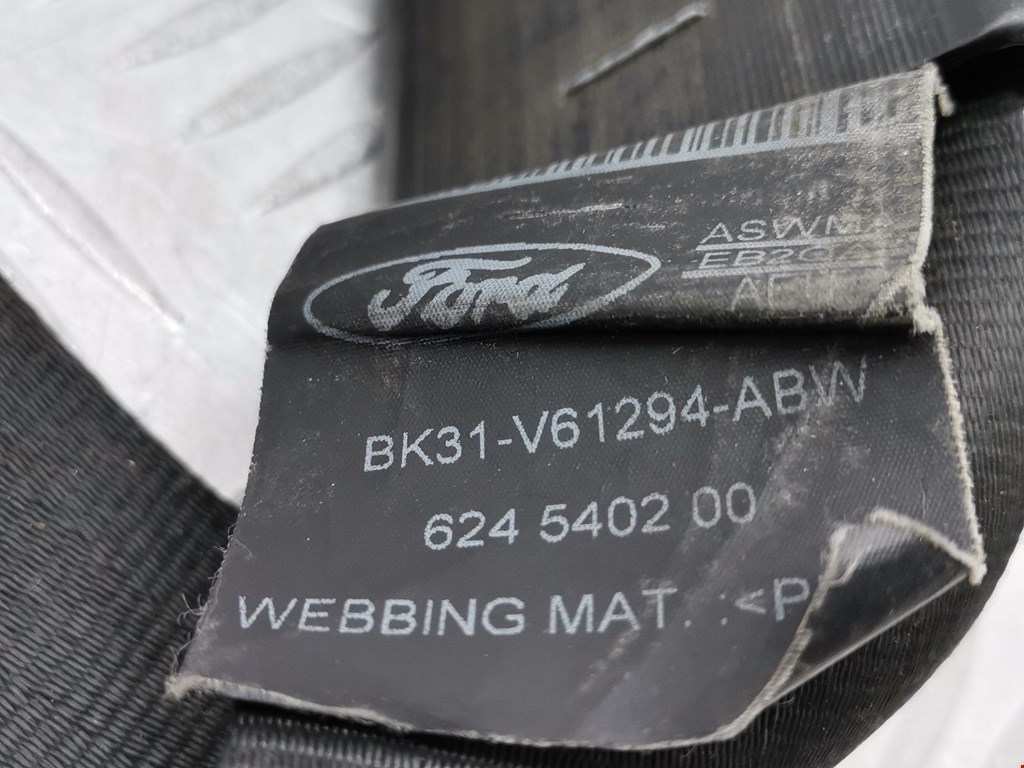 Ford
ASWM
BK31-V61294-ABW
624 5402 00
WEBBING MAT. :<P